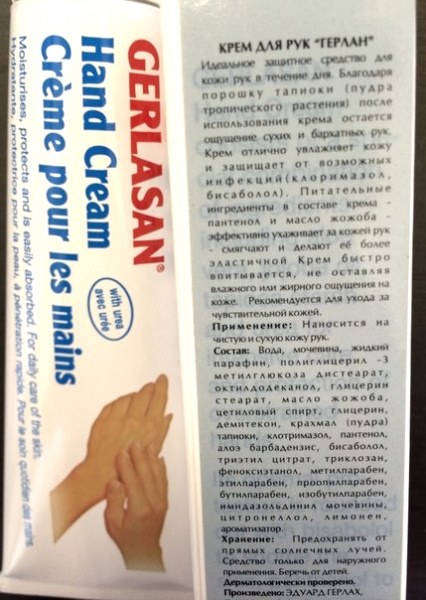 GERLASAN®
Hand Cream
Crème pour les mains
with urea
avec urée
Moisturises, protects and is easily absorbed. For daily care of the skin.
Hydratante, protectrice pour la peau, à pénétration rapide. Pour le soin quotidien des mains.
КРЕМ ДЛЯ РУК "ГЕРЛАН"
Идеальное защитное средство для
кожи рук в течение дня. Благодаря
порошку тапиоки (пудра
тропического растения) после
использования крема остается
ощущение сухих и бархатных рук.
Крем отлично увлажняет кожу
и защищает от возможных
инфекций(клоримазол,
бисаболол). Питательные
ингредиенты в составе крема -
пантенол и масло жожоба -
эффективно ухаживает за кожей рук
- смягчают и делают её более
эластичной Крем быстро
впитывается, не оставляя
влажного или жирного ощущения на
коже. Рекомендуется для ухода за
чувствительной кожей.
Применение: Наносится на
чистую и сухую кожу рук.
Состав: Вода, мочевина, жидкий
парафин, полиглицерил -3
метилглюкоза дистеарат,
октилдодеканол, глицерин
стеарат, масло жожоба,
цетиловый спирт, глицерин,
демитекон, крахмал (пудра)
тапиоки, клотримазол, пантенол,
алоэ барбадензис, бисаболол,
триэтил цитрат, триклозан,
феноксиэтанол, метилпарабен,
этилпарабен, проопилпарабен,
бутилпарабен, изобутилпарабен,
имидазольдинил мочевины,
цитронеллол, лимонен,
ароматизатор.
Хранение: Предохранять от
прямых солнечных лучей.
Средство только для наружного
применения. Беречь от детей.
Дерматологически проверено.
Произведено: ЭДУАРД ГЕРЛАХ,